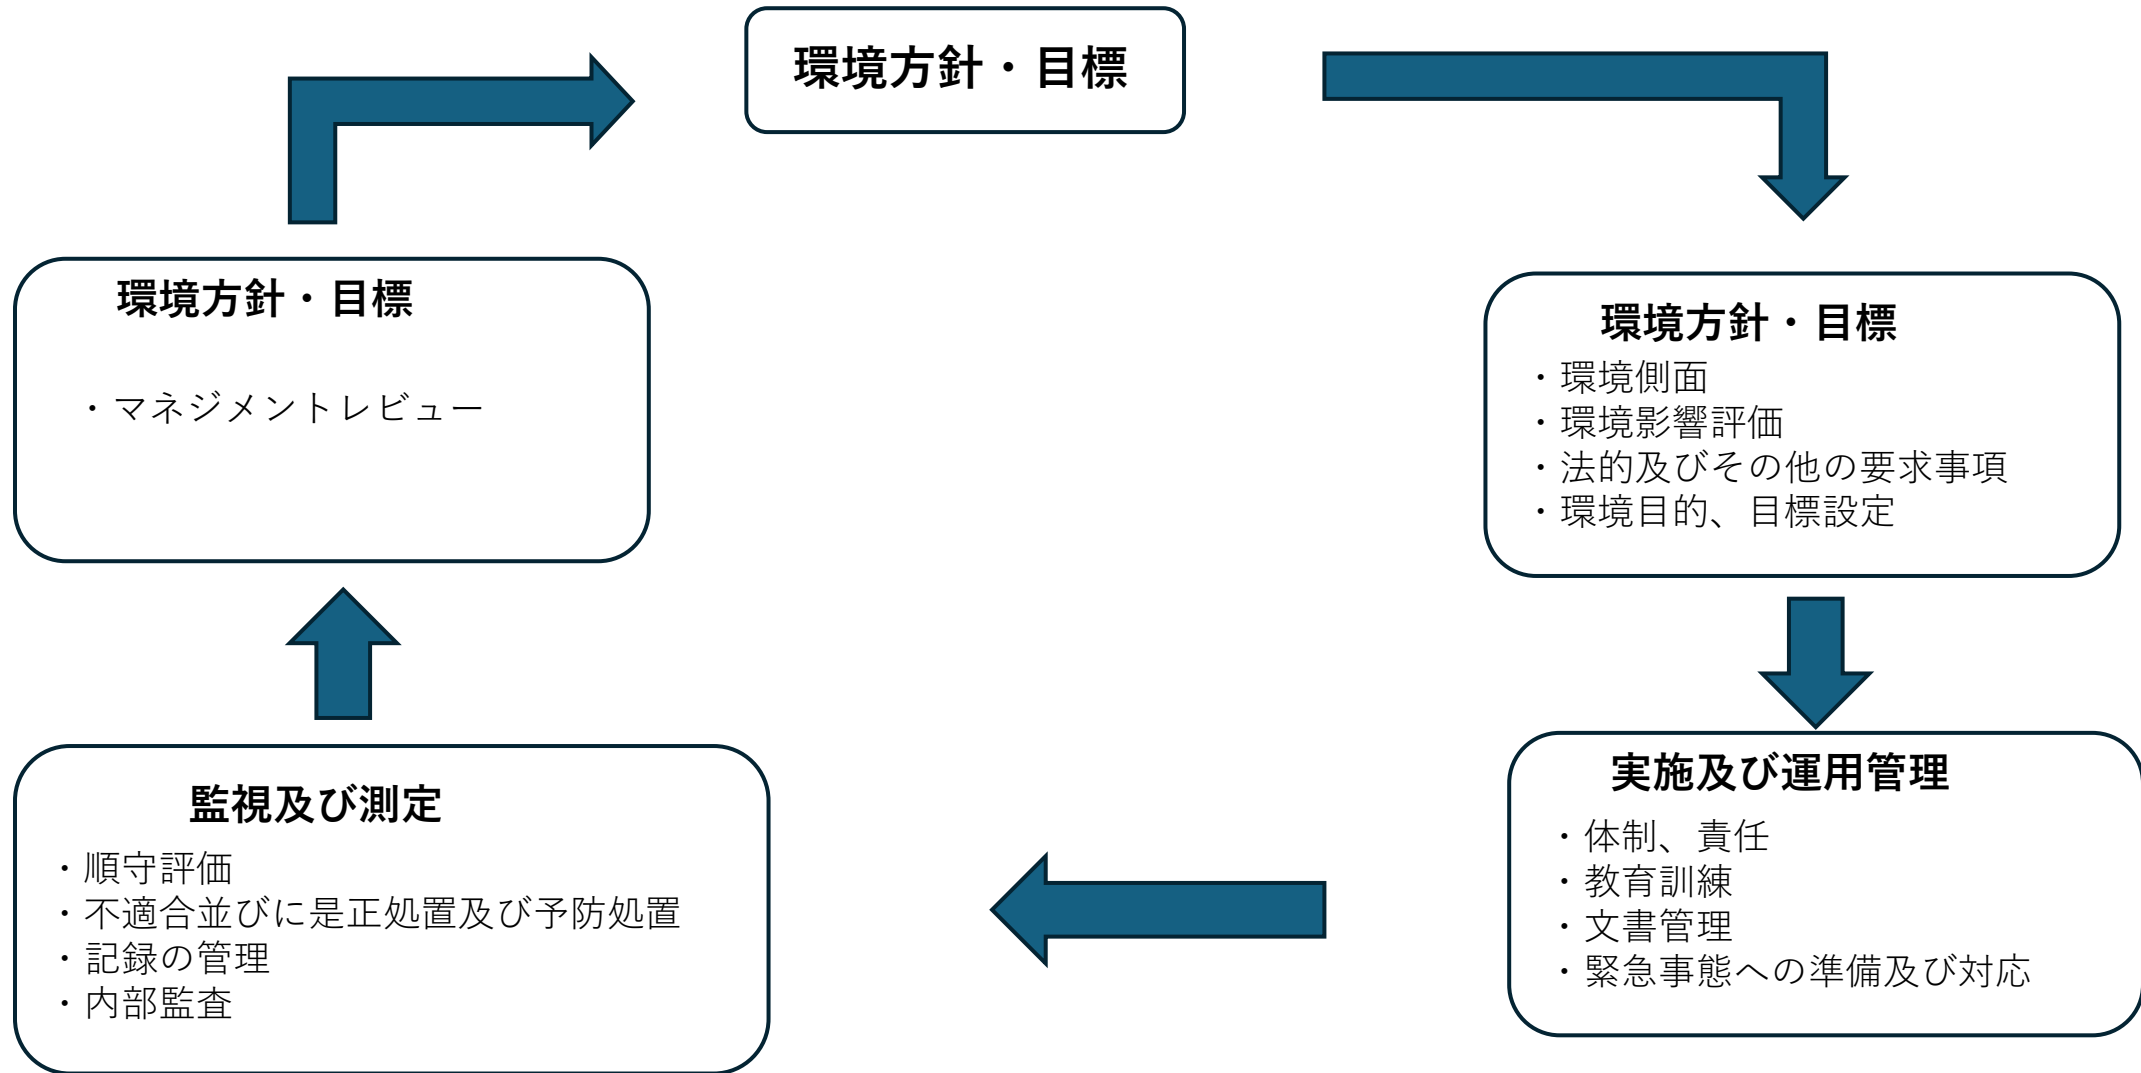 環境方針・目標
環境方針・目標
・環境側面
・環境影響評価
・法的及びその他の要求事項
・環境目的、目標設定
実施及び運用管理
・体制、責任
・教育訓練
・文書管理
・緊急事態への準備及び対応
監視及び測定
・順守評価
・不適合並びに是正処置及び予防処置
・記録の管理
・内部監査
環境方針・目標
・マネジメントレビュー